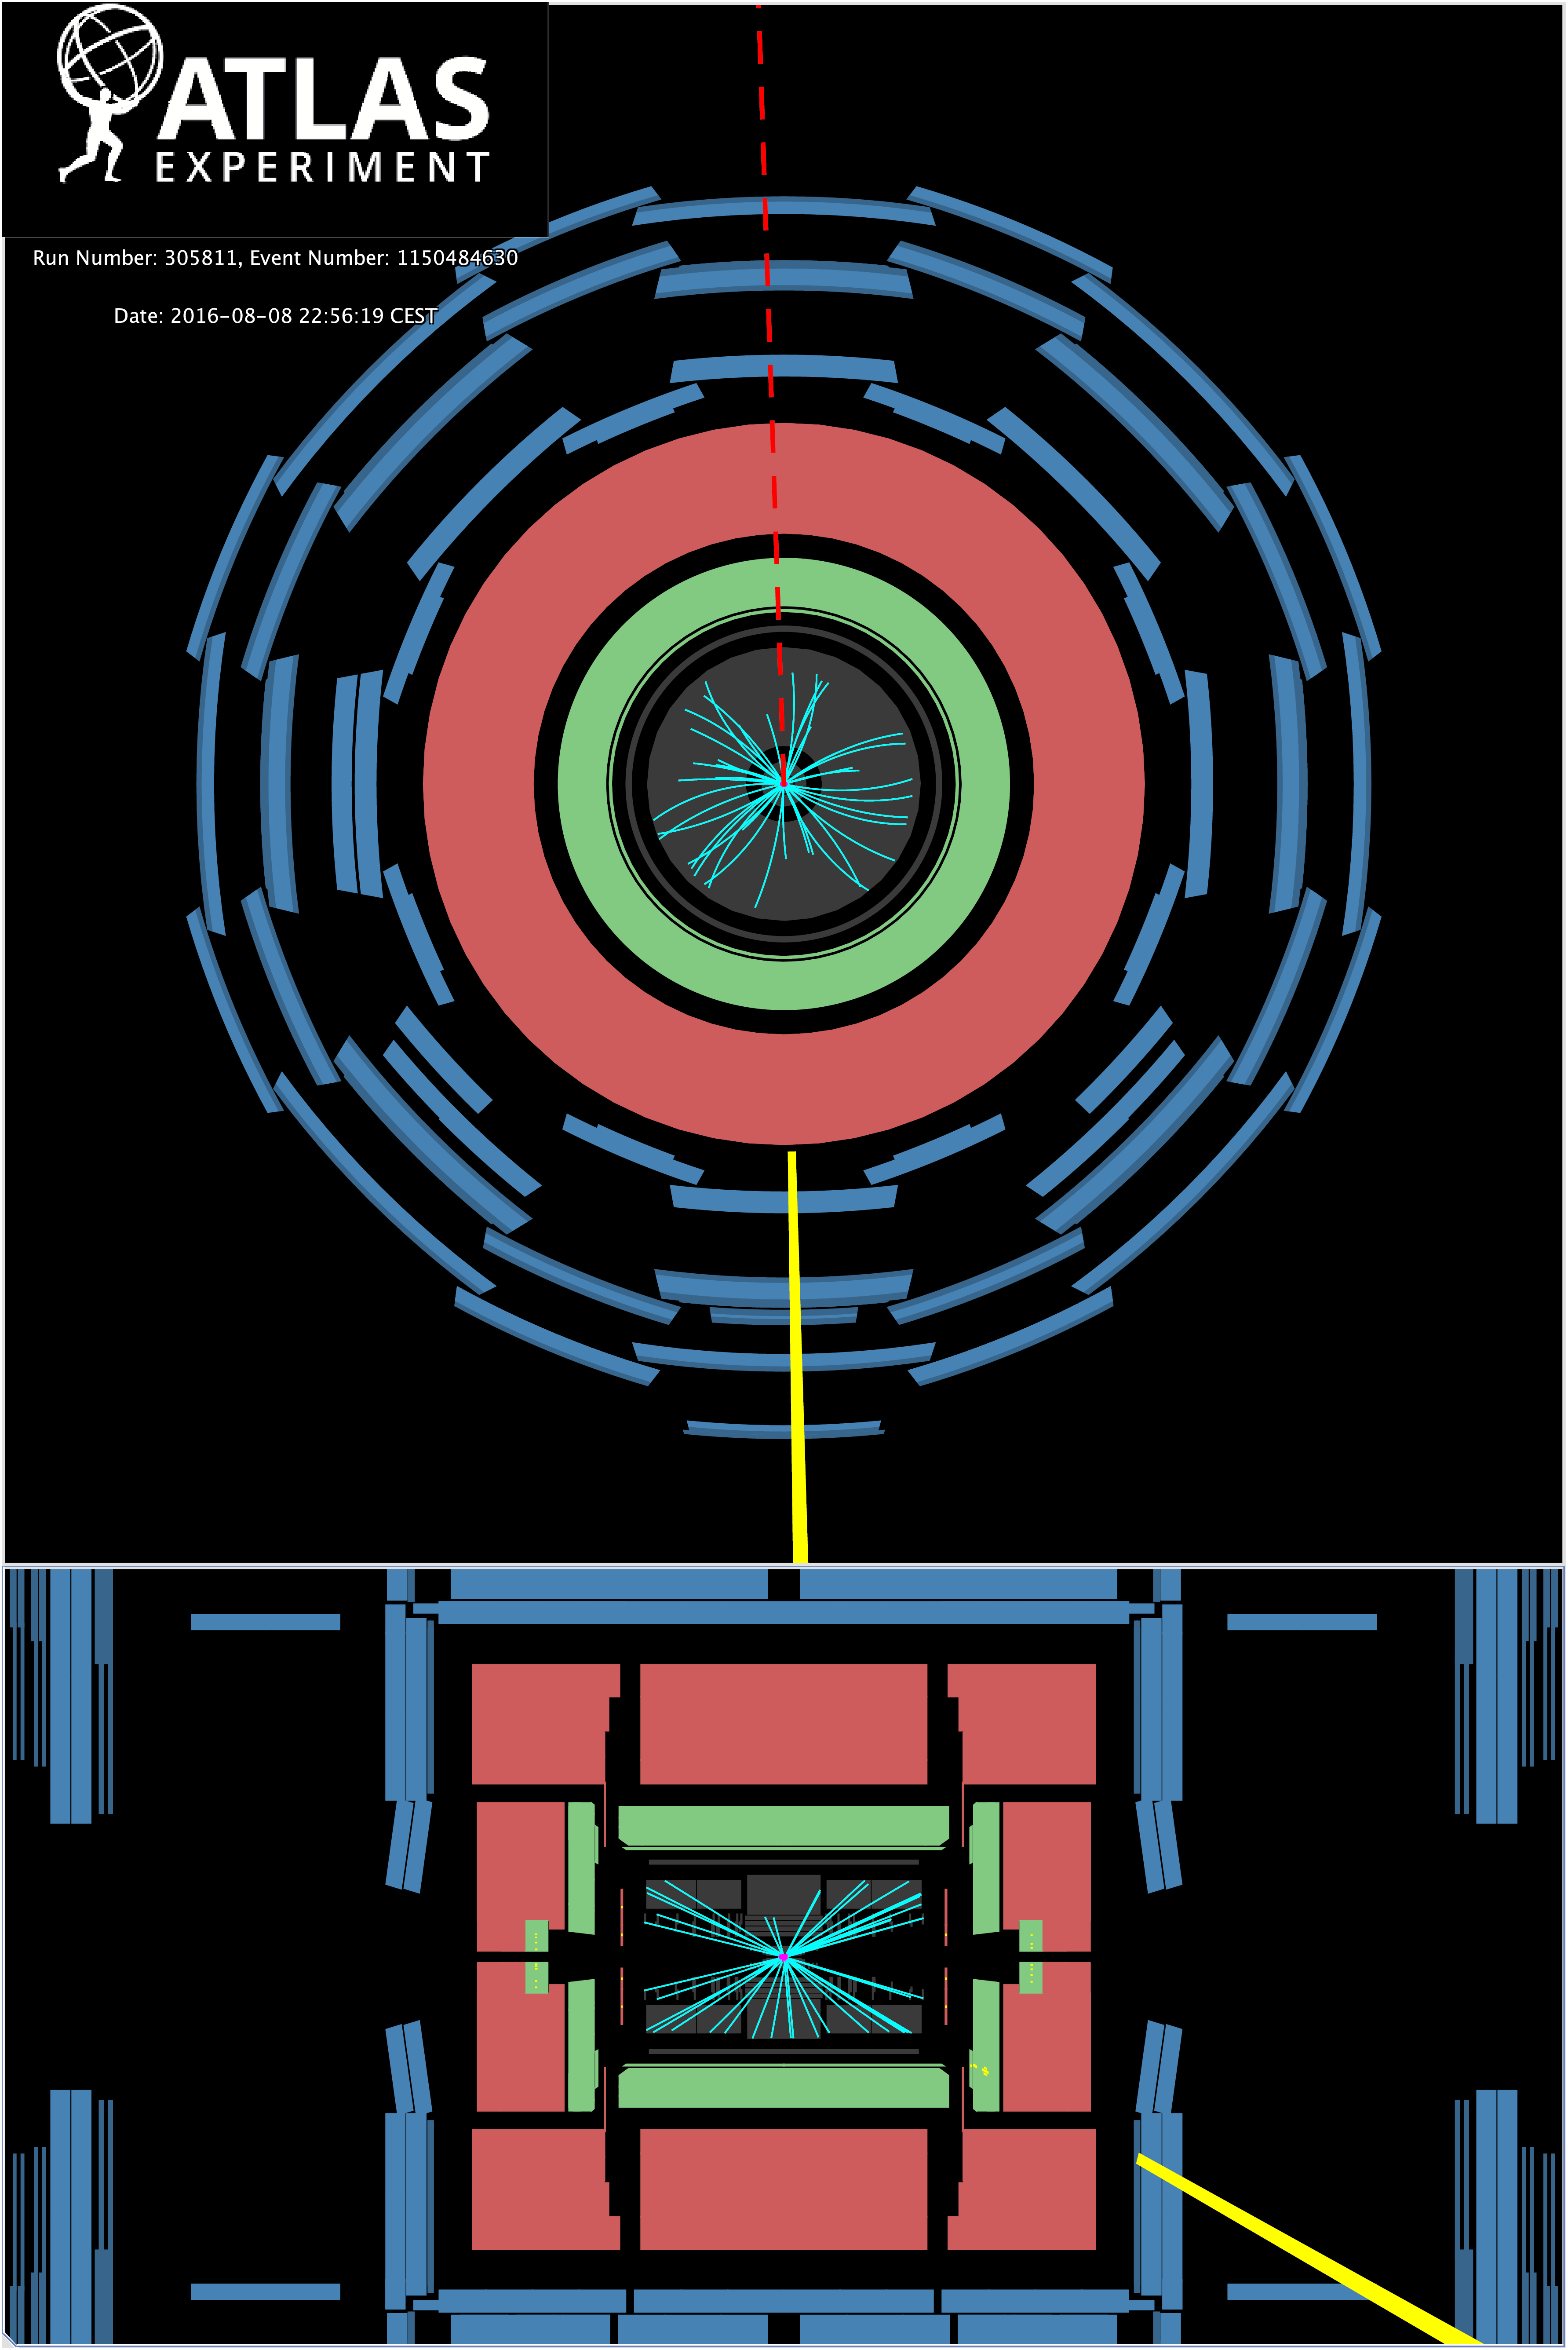 ATLAS
EXPERIMENT
Run Number: 305811, Event Number: 1150484630
Date: 2016-08-08 22:56:19 CEST